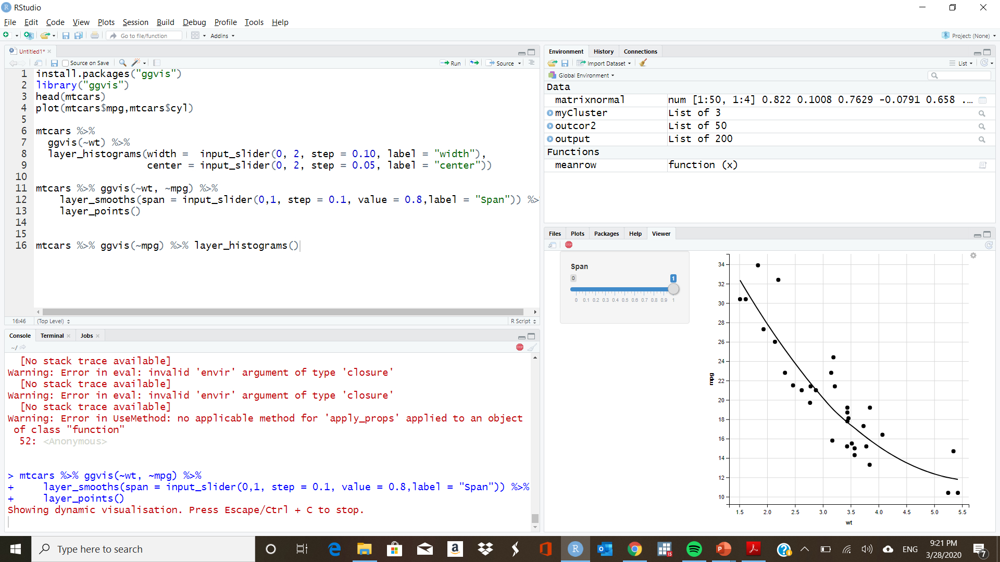 RStudio
File Edit Code View Plots Session Build Debug Profile Tools Help
Go to file/function Addins Project: (None)
Untitled1*
Source on Save Run Source
1 install.packages("ggvis")
2 library("ggvis")
3 head(mtcars)
4 plot(mtcars$mpg,mtcars$cyl)
5
6 mtcars %>%
7 ggvis(~wt) %>%
8 layer_histograms(width =  input_slider(0, 2, step = 0.10, label = "width"),
9 center = input_slider(0, 2, step = 0.05, label = "center"))
10
11 mtcars %>% ggvis(~wt, ~mpg) %>%
12 layer_smooths(span = input_slider(0,1, step = 0.1, value = 0.8,label = "Span")) %>
13 layer_points()
14
15
16 mtcars %>% ggvis(~mpg) %>% layer_histograms()
16:46 (Top Level) R Script
Console Terminal Jobs
~/
[No stack trace available]
Warning: Error in eval: invalid 'envir' argument of type 'closure'
[No stack trace available]
Warning: Error in eval: invalid 'envir' argument of type 'closure'
[No stack trace available]
Warning: Error in UseMethod: no applicable method for 'apply_props' applied to an object
of class "function"
52: <Anonymous>
> mtcars %>% ggvis(~wt, ~mpg) %>%
+ layer_smooths(span = input_slider(0,1, step = 0.1, value = 0.8,label = "Span")) %>%
+ layer_points()
Showing dynamic visualisation. Press Escape/Ctrl + C to stop.
Environment History Connections
Import Dataset List
Global Environment
Data
matrixnormal num [1:50, 1:4] 0.822 0.1008 0.7629 -0.0791 0.658 ...
myCluster List of 3
outcor2 List of 50
output List of 200
Functions
meanrow function (x)
Files Plots Packages Help Viewer
STOP
Span
0 1
0 0.1 0.2 0.3 0.4 0.5 0.6 0.7 0.8 0.9 1
34
32
30
28
26
24
22
20
18
16
14
12
10
mpg
1.5 2.0 2.5 3.0 3.5 4.0 4.5 5.0 5.5
wt
Type here to search
15
ENG
9:21 PM
3/28/2020
7